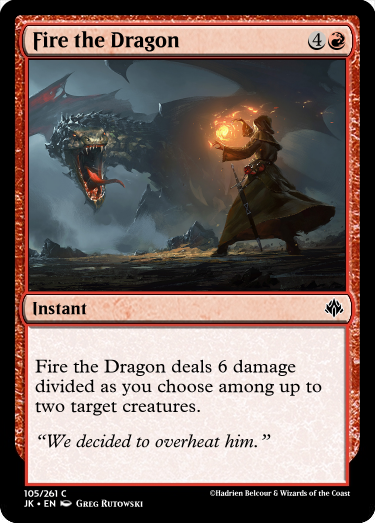 Fire the Dragon 4
Instant
Fire the Dragon deals 6 damage
divided as you choose among up to
two target creatures.
“We decided to overheat him.”
105/261 C
©Hadrien Belcour & Wizards of the Coast
JK • EN Greg Rutowski